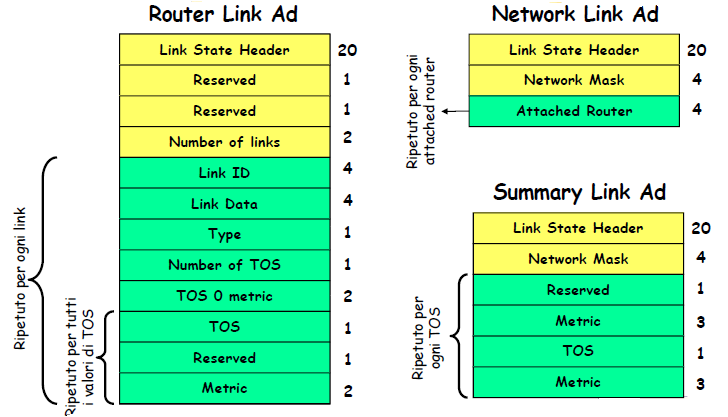 Router Link Ad
Link State Header 20
Reserved 1
Reserved 1
Number of links 2
Link ID 4
Link Data 4
Type 1
Number of TOS 1
TOS 0 metric 2
TOS 1
Reserved 1
Metric 2
Ripetuto per ogni link
Ripetuto per tutti
i valori di TOS
Network Link Ad
Link State Header 20
Network Mask 4
Attached Router 4
Ripetuto per ogni
attached router
Summary Link Ad
Link State Header 20
Network Mask 4
Reserved 1
Metric 3
TOS 1
Metric 3
Ripetuto per
ogni TOS